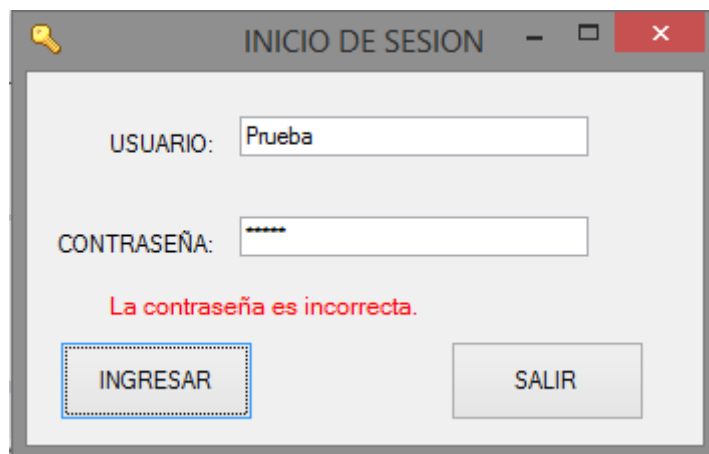 INICIO DE SESION
USUARIO: Prueba
CONTRASEÑA: *****
La contraseña es incorrecta.
INGRESAR SALIR